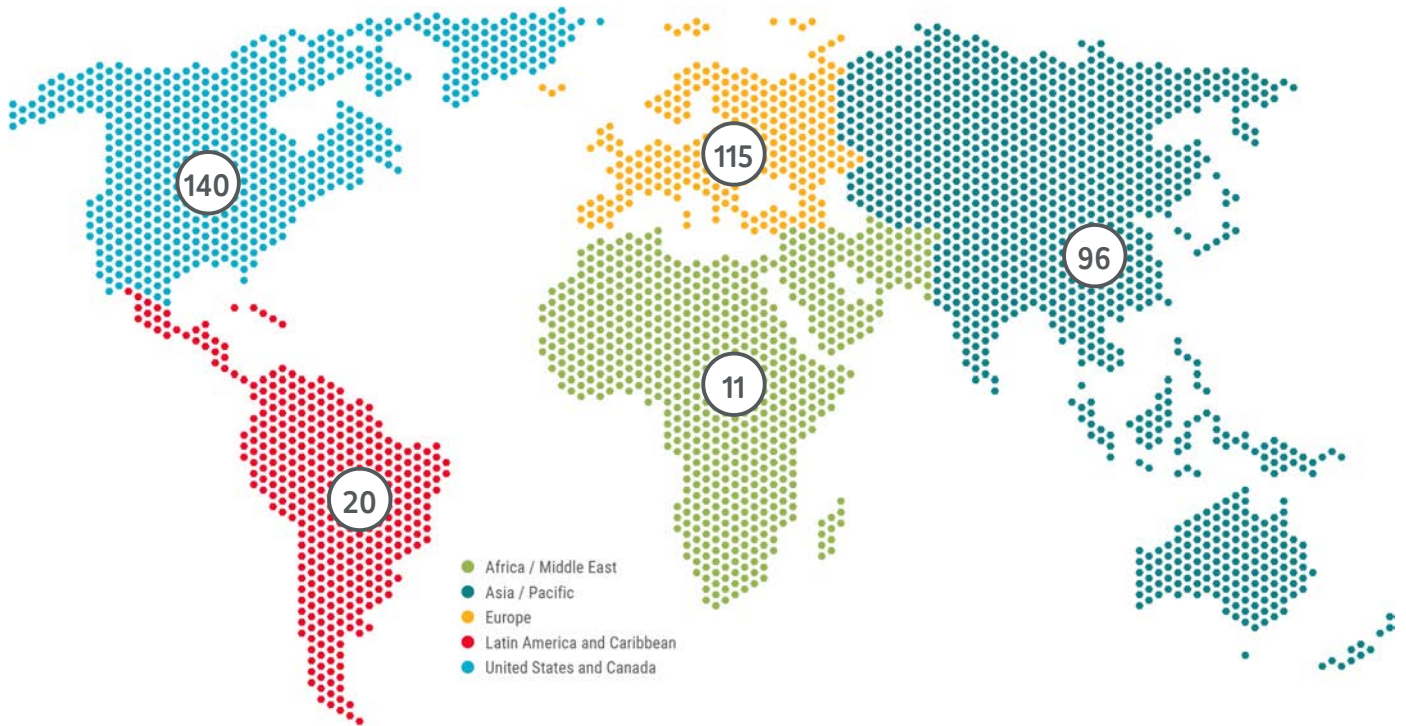 115
140
96
11
20
Africa / Middle East
Asia / Pacific
Europe
Latin America and Caribbean
United States and Canada